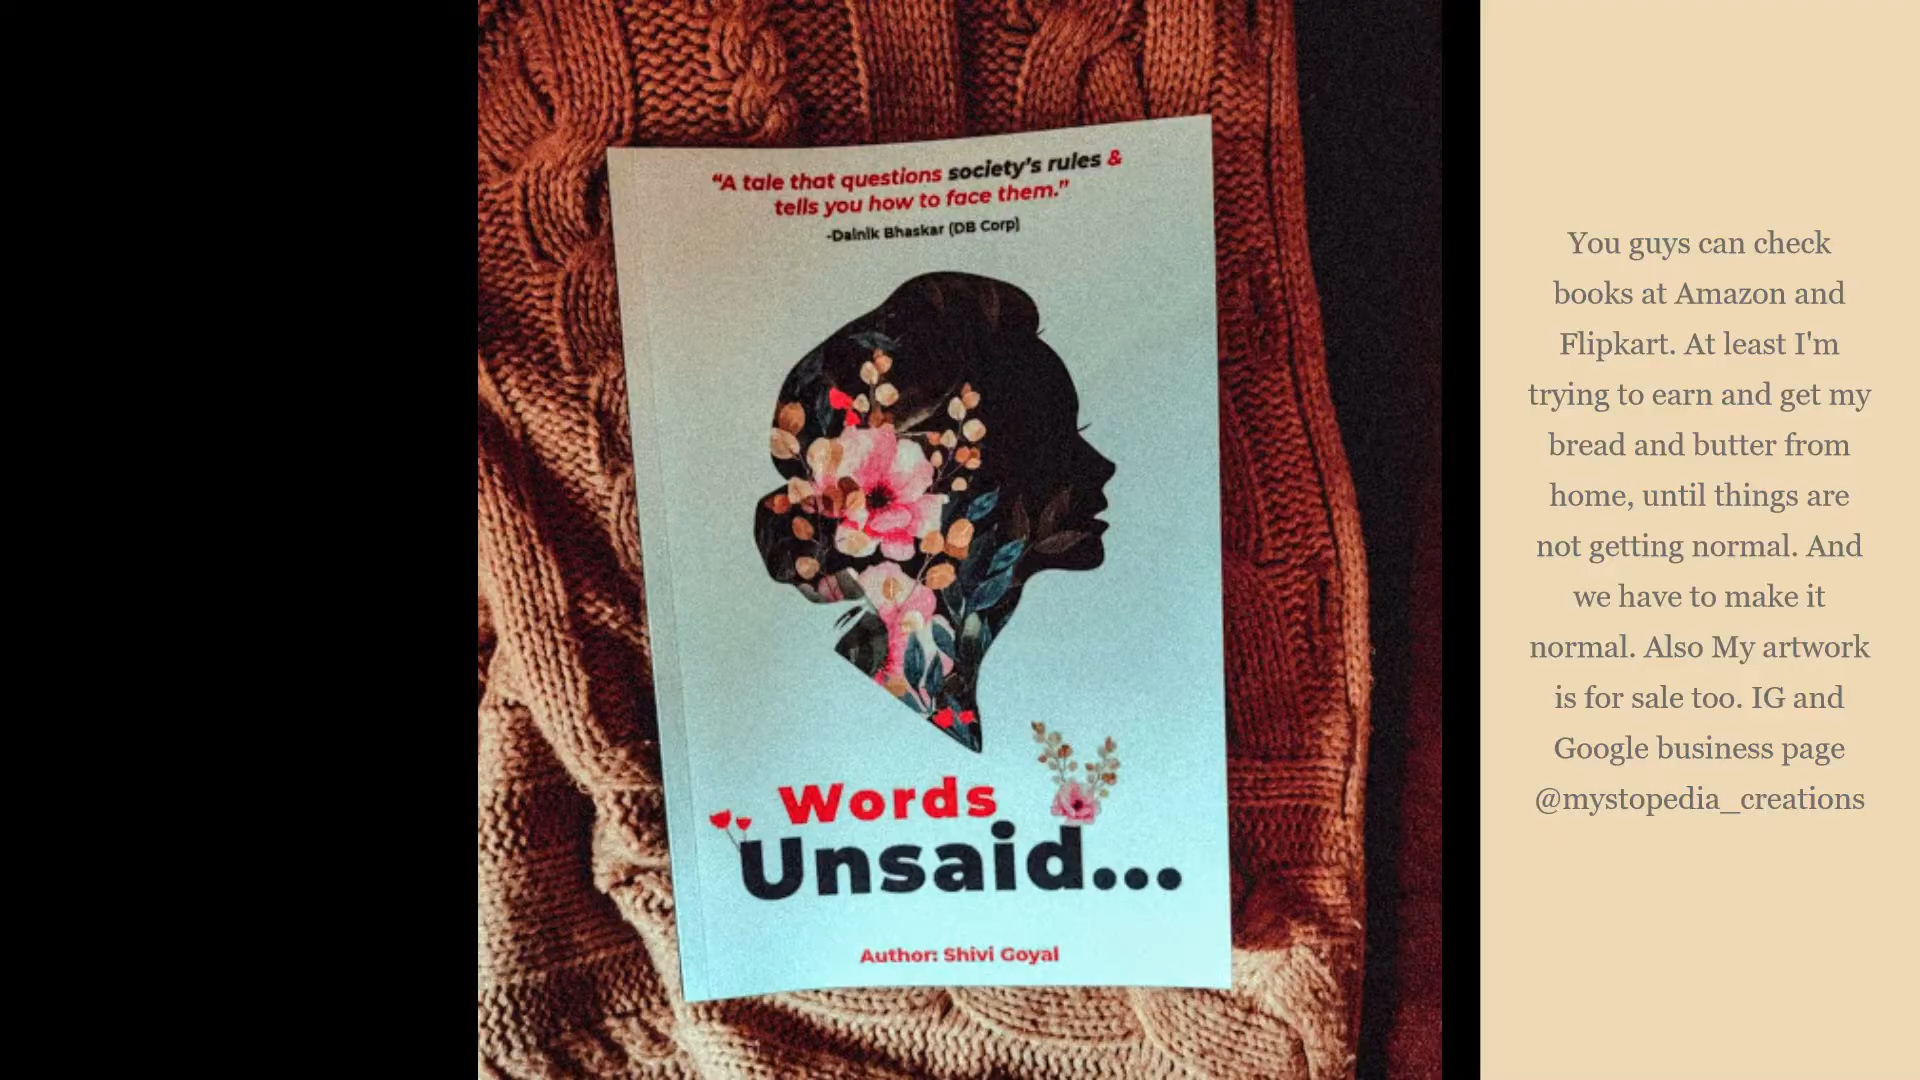 “A tale that questions society’s rules &
tells you how to face them.”
-Dainik Bhaskar (DB Corp)
Words
Unsaid...
Author: Shivi Goyal
You guys can check
books at Amazon and
Flipkart. At least I'm
trying to earn and get my
bread and butter from
home, until things are
not getting normal. And
we have to make it
normal. Also My artwork
is for sale too. IG and
Google business page
@mystopedia_creations